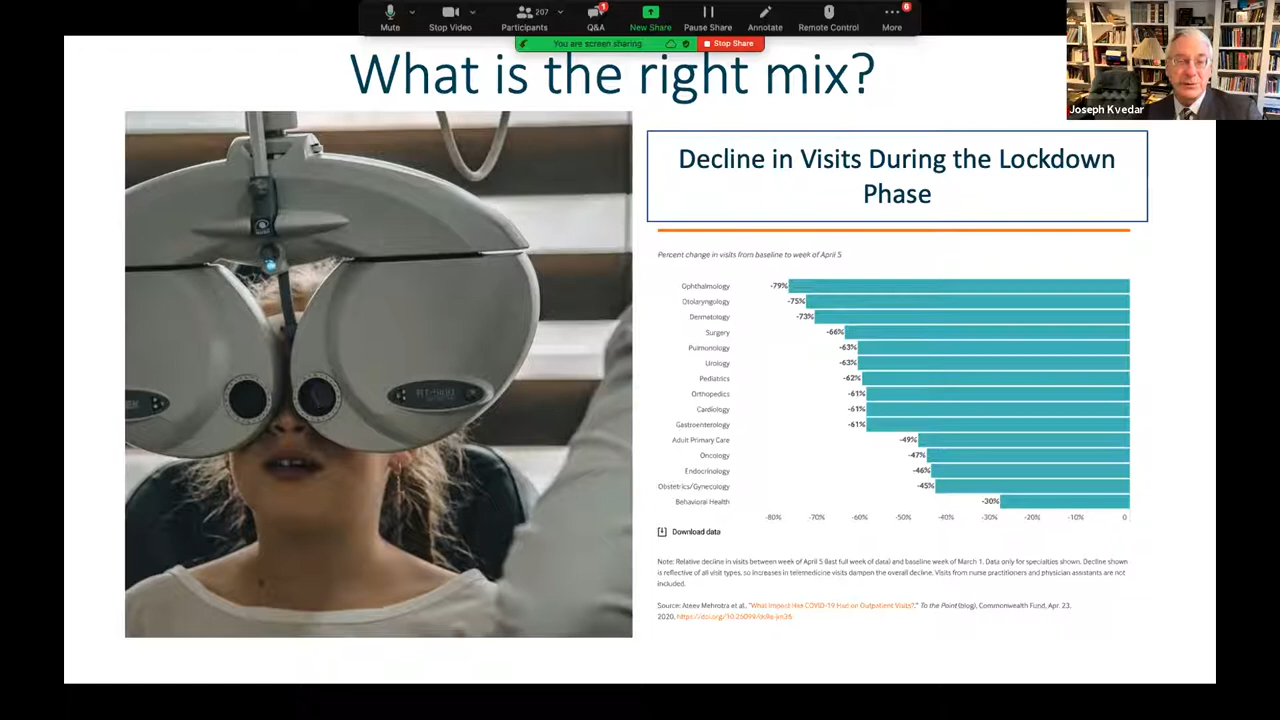 1
6
207
Mute
Stop Video
Participants
Q&A
New Share
Pause Share
Annotate
Remote Control
More
You are screen sharing
Stop Share
Joseph Kvedar
What is the right mix?
RT-5100
Decline in Visits During the Lockdown
Phase
Percent change in visits from baseline to week of April 5
Ophthalmology -79%
Otolaryngology -75%
Dermatology -73%
Surgery -66%
Pulmonology -63%
Urology -63%
Pediatrics -62%
Orthopedics -61%
Cardiology -61%
Gastroenterology -61%
Adult Primary Care -49%
Oncology -47%
Endocrinology -46%
Obstetrics/Gynecology -45%
Behavioral Health -30%
-80% -70% -60% -50% -40% -30% -20% -10% 0
Download data
Note: Relative decline in visits between week of April 5 (last full week of data) and baseline week of March 1. Data only for specialties shown. Decline shown
is reflective of all visit types, so increases in telemedicine visits dampen the overall decline. Visits from nurse practitioners and physician assistants are not
included.
Source: Ateev Mehrotra et al., "What Impact Has COVID-19 Had on Outpatient Visits?," To the Point (blog), Commonwealth Fund, Apr. 23,
2020,